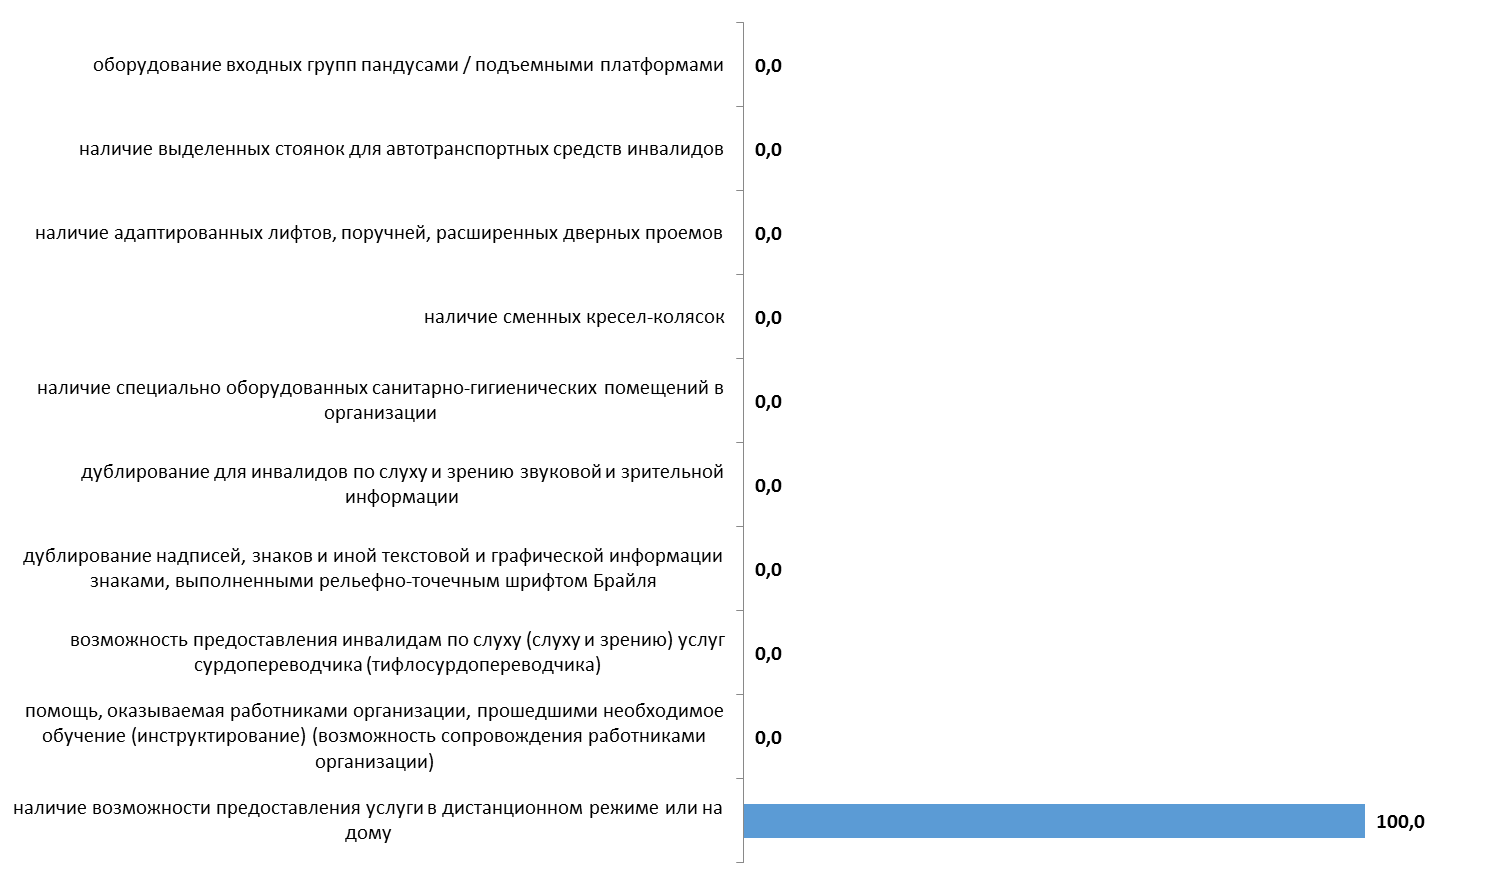 оборудование входных групп пандусами / подъемными платформами
0,0
наличие выделенных стоянок для автотранспортных средств инвалидов
0,0
наличие адаптированных лифтов, поручней, расширенных дверных проемов
0,0
наличие сменных кресел-колясок
0,0
наличие специально оборудованных санитарно-гигиенических помещений в
организации
0,0
дублирование для инвалидов по слуху и зрению звуковой и зрительной
информации
0,0
дублирование надписей, знаков и иной текстовой и графической информации
знаками, выполненными рельефно-точечным шрифтом Брайля
0,0
возможность предоставления инвалидам по слуху (слуху и зрению) услуг
сурдопереводчика (тифлосурдопереводчика)
0,0
помощь, оказываемая работниками организации, прошедшими необходимое
обучение (инструктирование) (возможность сопровождения работниками
организации)
0,0
наличие возможности предоставления услуги в дистанционном режиме или на
дому
100,0